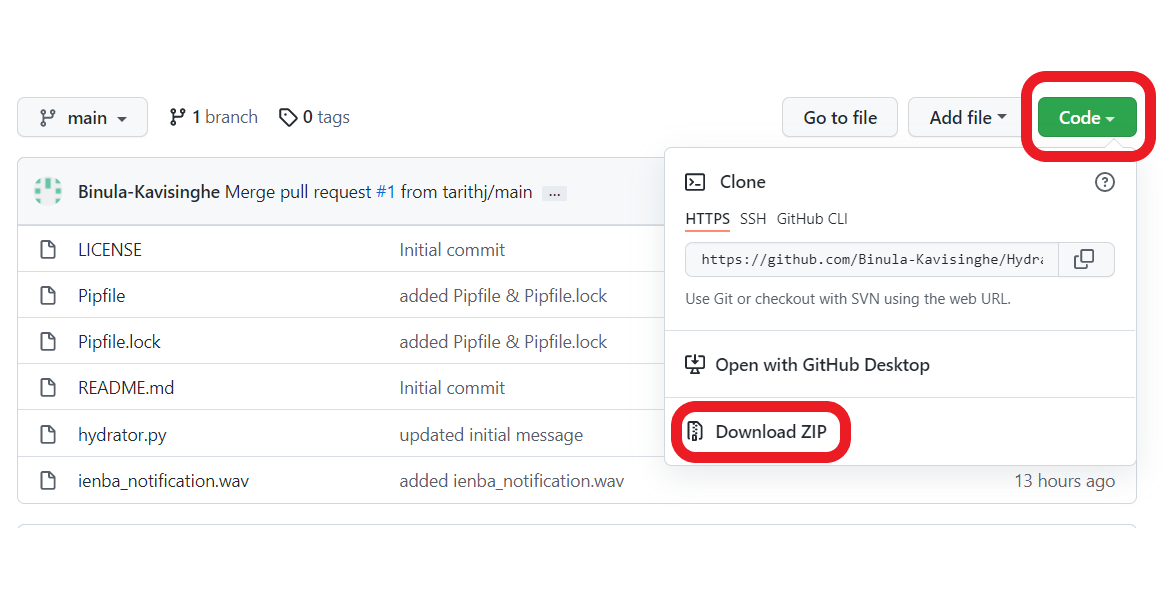 main 1 branch 0 tags Go to file Add file Code
Binula-Kavisinghe Merge pull request #1 from tarithj/main ...
Clone
HTTPS SSH GitHub CLI
https://github.com/Binula-Kavisinghe/Hydra
Use Git or checkout with SVN using the web URL.
Open with GitHub Desktop
Download ZIP
LICENSE Initial commit
Pipfile added Pipfile & Pipfile.lock
Pipfile.lock added Pipfile & Pipfile.lock
README.md Initial commit
hydrator.py updated initial message
ienba_notification.wav added ienba_notification.wav 13 hours ago